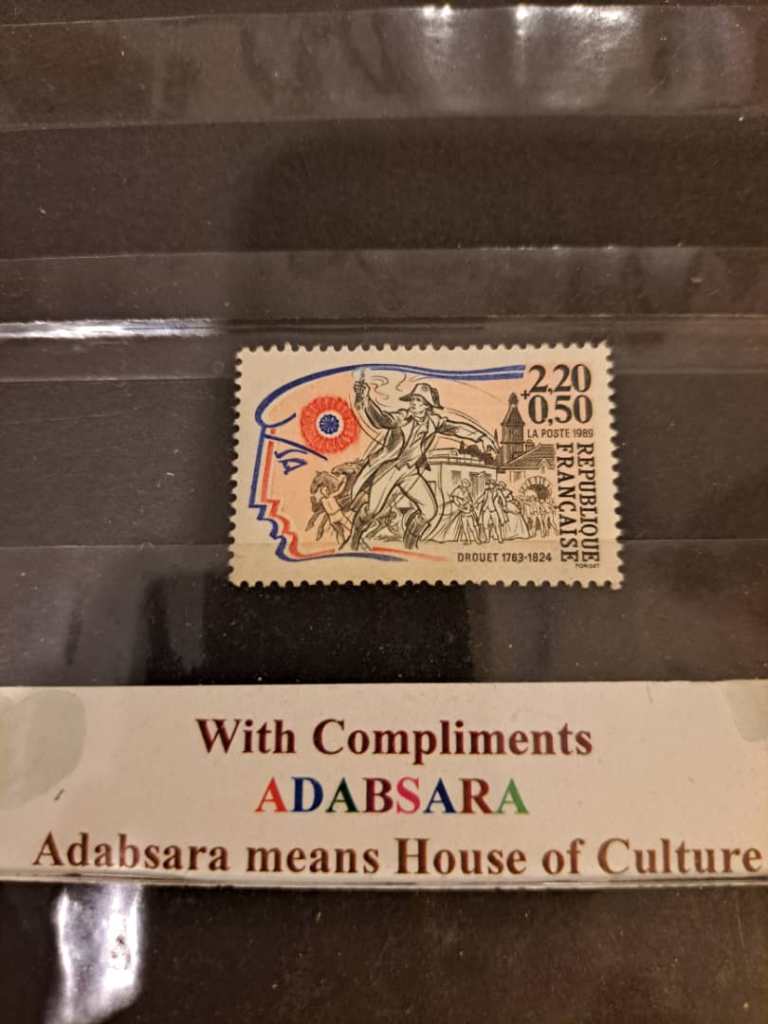 2,20
+0,50
LA POSTE 1989
REPUBLIQUE
FRANÇAISE
DROUET 1763-1824
With Compliments
ADABSARA
Adabsara means House of Culture